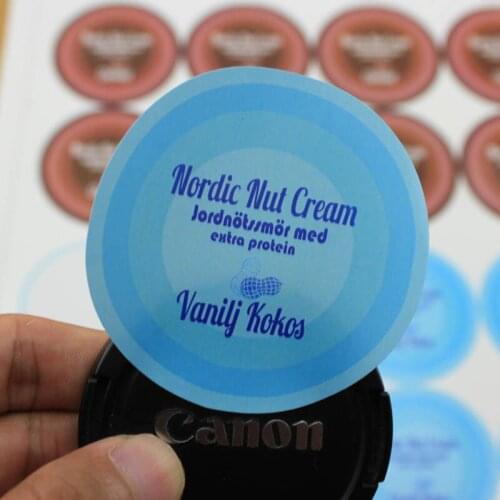 Nordic Nut Cream
Jordnötssmör med
extra protein
Vanilj Kokos
Canon